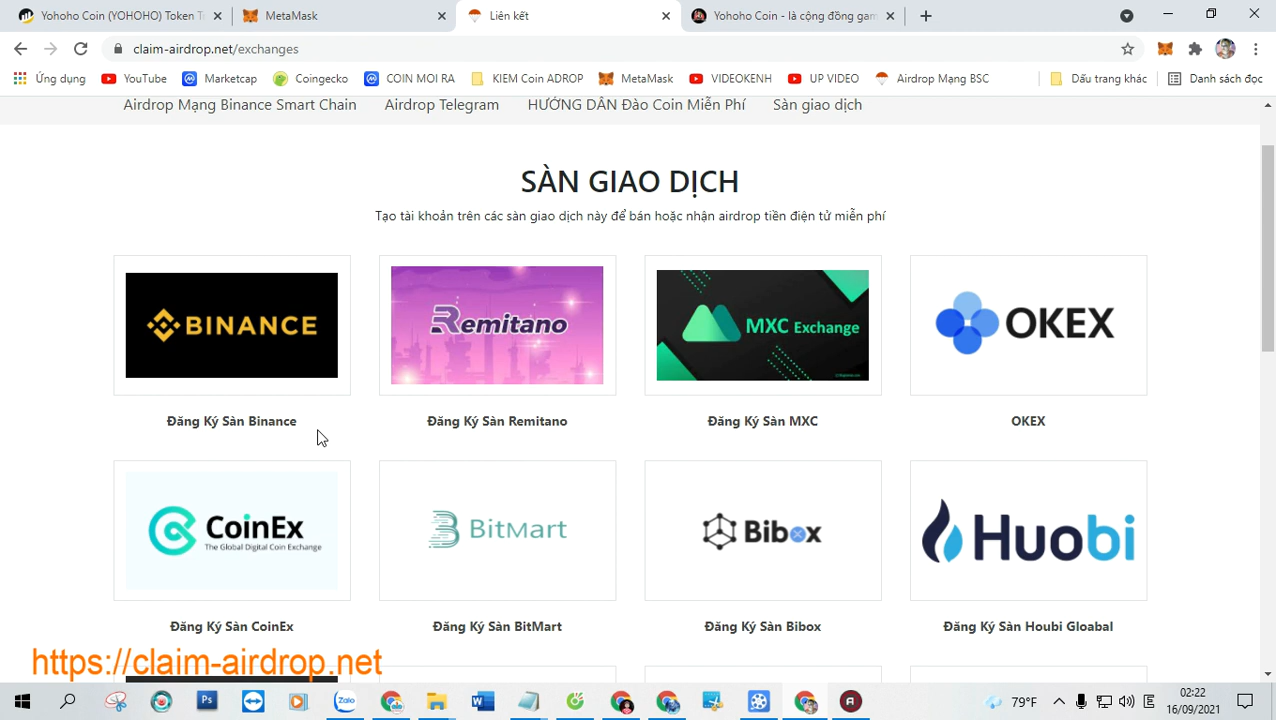 Yohoho Coin (YOHOHO) Token T
MetaMask
Liên kết
Yohoho Coin - là cộng đồng gam
claim-airdrop.net/exchanges
Ứng dụng
YouTube
Marketcap
Coingecko
COIN MOI RA
KIEM Coin ADROP
MetaMask
VIDEOKENH
UP VIDEO
Airdrop Mạng BSC
Dấu trang khác
Danh sách đọc
Airdrop Mạng Binance Smart Chain
Airdrop Telegram
HƯỚNG DẪN Đào Coin Miễn Phí
Sàn giao dịch
SÀN GIAO DỊCH
Tạo tài khoản trên các sàn giao dịch này để bán hoặc nhận airdrop tiền điện tử miễn phí
BINANCE
Remitano
MXC Exchange
OKEX
Đăng Ký Sàn Binance
Đăng Ký Sàn Remitano
Đăng Ký Sàn MXC
OKEX
CoinEx
The Global Digital Coin Exchange
BitMart
Bibox
Huobi
Đăng Ký Sàn CoinEx
Đăng Ký Sàn BitMart
Đăng Ký Sàn Bibox
Đăng Ký Sàn Houbi Gloabal
https://claim-airdrop.net
Ps
Zalo
79°F
02:22
16/09/2021